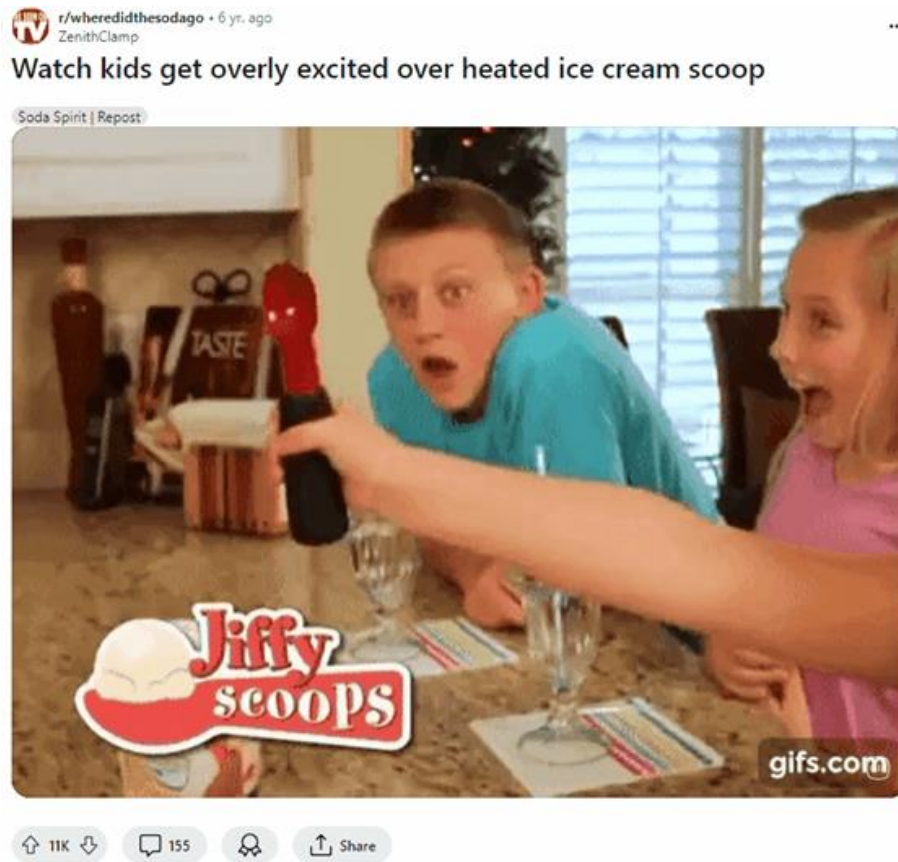 r/wheredidthesodago • 6 yr. ago
ZenithClamp
Watch kids get overly excited over heated ice cream scoop
Soda Spirit | Repost
TASTE
Jiffy
scoops
gifs.com
11K
155
Share